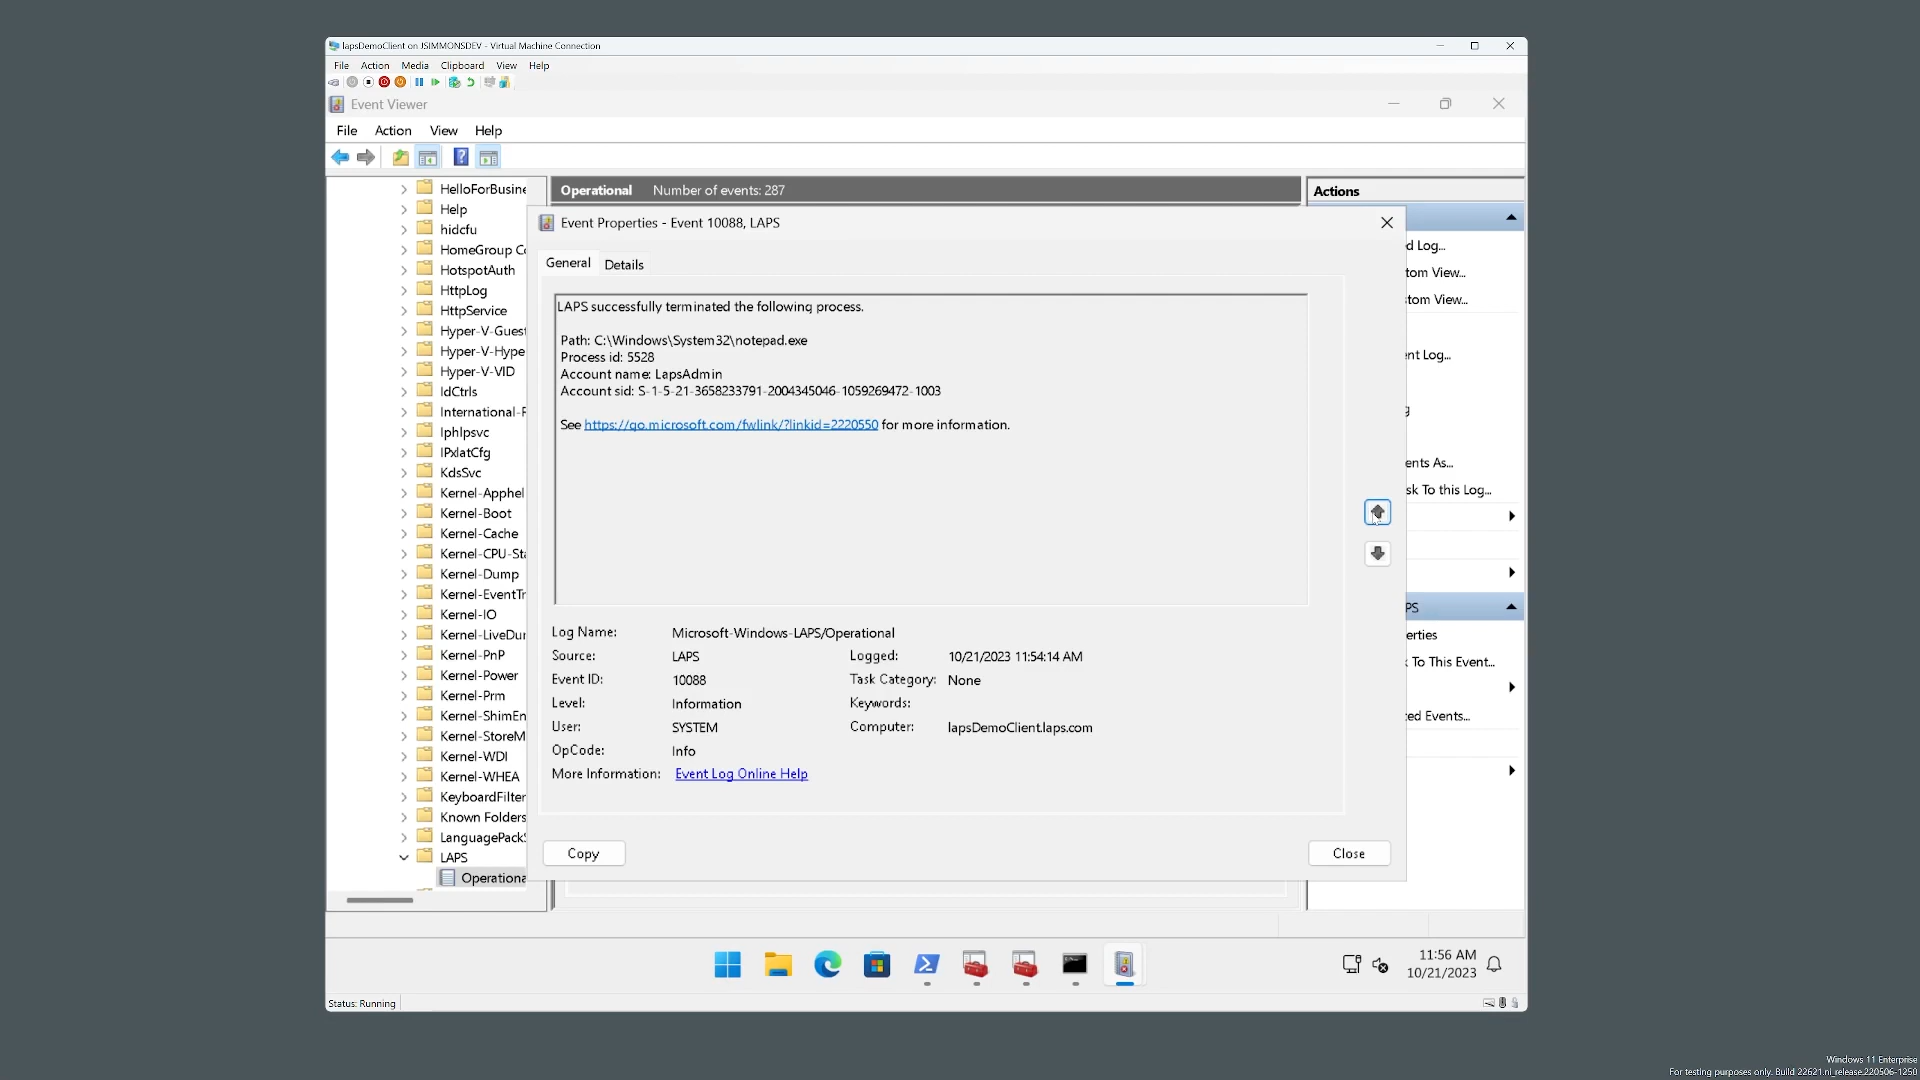 lapsDemoClient on JSIMMONSDEV - Virtual Machine Connection
File Action Media Clipboard View Help
Event Viewer
File Action View Help
HelloForBusine
Help
hidcfu
HomeGroup Co
HotspotAuth
HttpLog
HttpService
Hyper-V-Guest
Hyper-V-Hype
Hyper-V-VID
IdCtrls
International-R
Iphlpsvc
IPxlatCfg
KdsSvc
Kernel-Apphel
Kernel-Boot
Kernel-Cache
Kernel-CPU-Sta
Kernel-Dump
Kernel-EventTr
Kernel-IO
Kernel-LiveDun
Kernel-PnP
Kernel-Power
Kernel-Prm
Kernel-ShimEn
Kernel-StoreM
Kernel-WDI
Kernel-WHEA
KeyboardFilter
Known Folders
LanguagePackS
LAPS
Operationa
Operational Number of events: 287
Event Properties - Event 10088, LAPS
General Details
LAPS successfully terminated the following process.
Path: C:\Windows\System32\notepad.exe
Process id: 5528
Account name: LapsAdmin
Account sid: S-1-5-21-3658233791-2004345046-1059269472-1003
See https://go.microsoft.com/fwlink/?linkid=2220550 for more information.
Log Name: Microsoft-Windows-LAPS/Operational
Source: LAPS Logged: 10/21/2023 11:54:14 AM
Event ID: 10088 Task Category: None
Level: Information Keywords:
User: SYSTEM Computer: lapsDemoClient.laps.com
OpCode: Info
More Information: Event Log Online Help
Copy Close
Actions
d Log...
tom View...
stom View...
nt Log...
ents As...
sk To this Log...
PS
erties
k To This Event...
ted Events...
11:56 AM
10/21/2023
Status: Running
Windows 11 Enterprise
For testing purposes only. Build 22621.ni_release.220506-1250